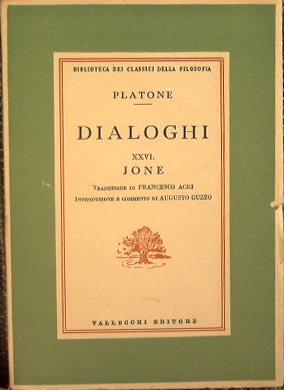 BIBLIOTECA DEI CLASSICI DELLA FILOSOFIA
PLATONE
DIALOGHI
XXVI.
JONE
TRADUZIONE DI FRANCESCO ACRI
INTRODUZIONE E COMMENTO DI AUGUSTO GUZZO
VALLECCHI EDITORE